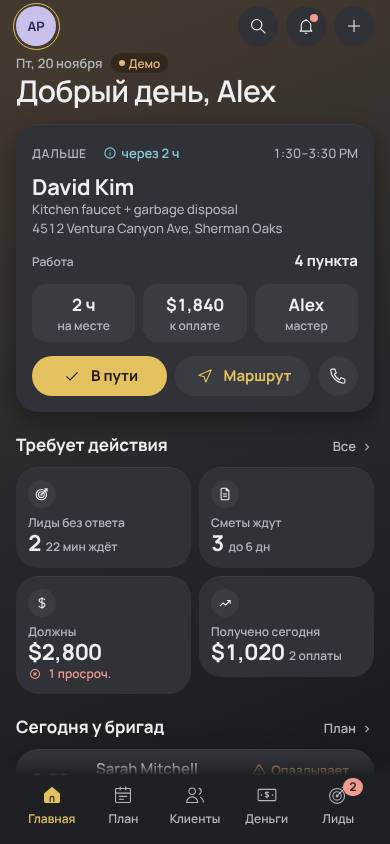 AP
Пт, 20 ноября Демо
Добрый день, Alex
ДАЛЬШЕ через 2 ч 1:30–3:30 PM
David Kim
Kitchen faucet + garbage disposal
4512 Ventura Canyon Ave, Sherman Oaks
Работа 4 пункта
2 ч $1,840 Alex
на месте к оплате мастер
В пути Маршрут
Требует действия Все
Лиды без ответа Сметы ждут
2 22 мин ждёт 3 до 6 дн
$
Должны Получено сегодня
$2,800 $1,020 2 оплаты
1 просроч.
Сегодня у бригад План
Sarah Mitchell Опаздывает
2
Главная План Клиенты Деньги Лиды